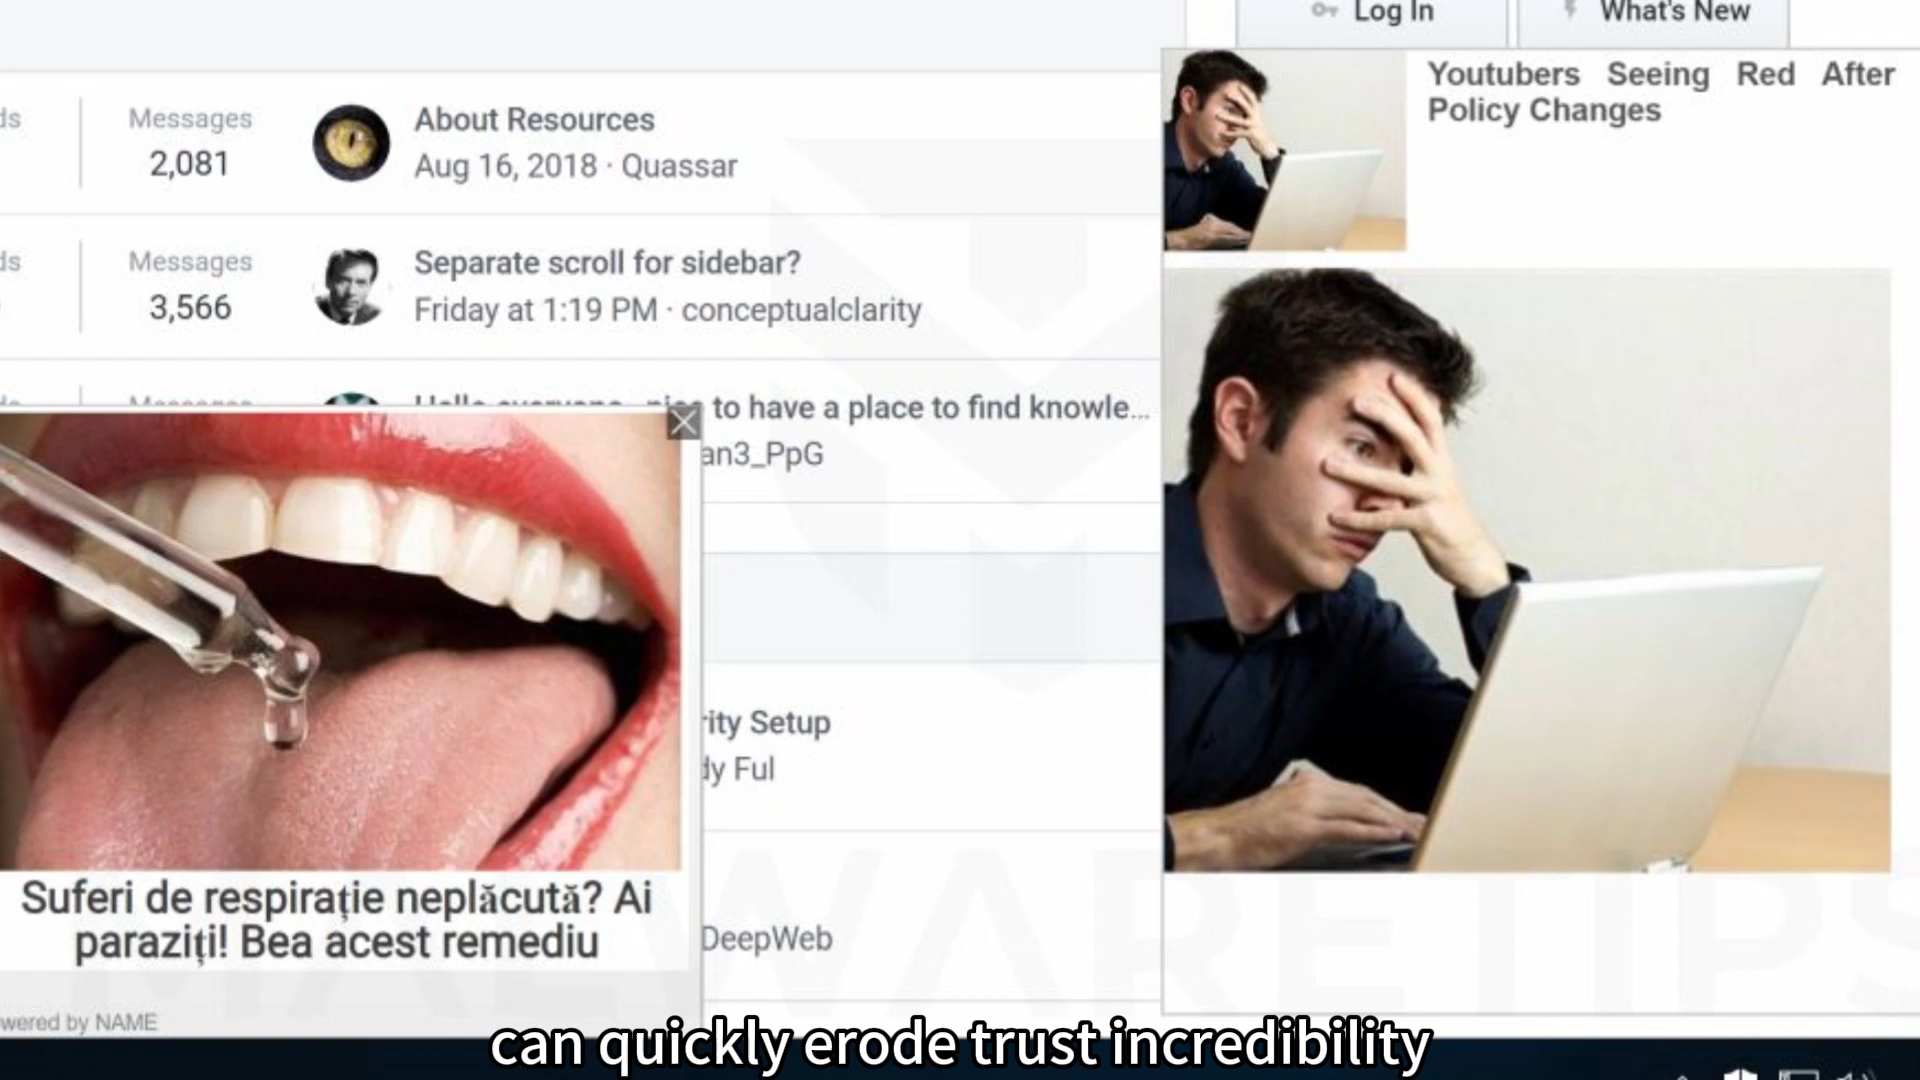 Log In
What's New
ds
Messages
2,081
About Resources
Aug 16, 2018 · Quassar
Youtubers Seeing Red After
Policy Changes
ds
Messages
3,566
Separate scroll for sidebar?
Friday at 1:19 PM · conceptualclarity
to have a place to find knowle...
an3_PpG
rity Setup
dy Ful
DeepWeb
Suferi de respirație neplăcută? Ai
paraziți! Bea acest remediu
wered by NAME
MALWARETIPS
can quickly erode trust incredibility